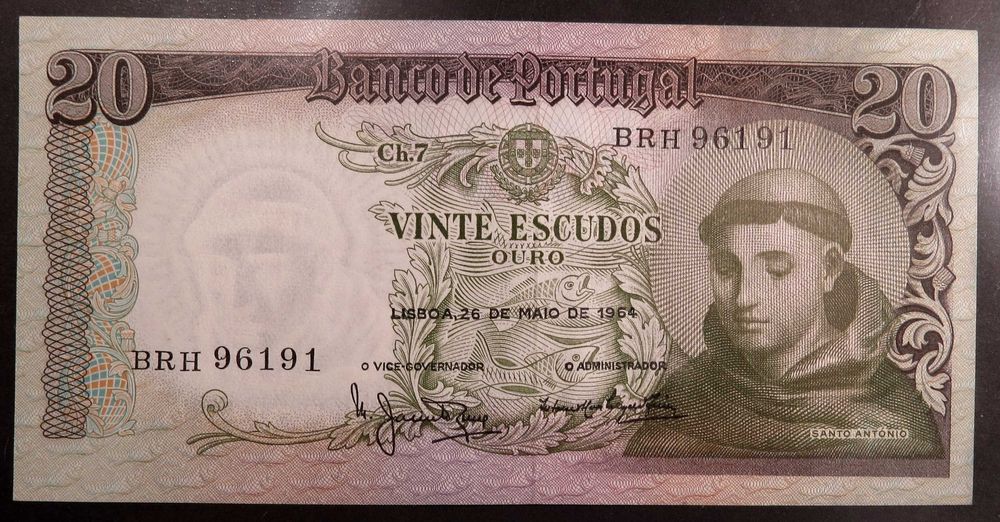 20
Banco de Portugal
20
Ch.7
BRH 96191
VINTE ESCUDOS
OURO
LISBOA, 26 DE MAIO DE 1964
BRH 96191
O VICE-GOVERNADOR
O ADMINISTRADOR
SANTO ANTÓNIO